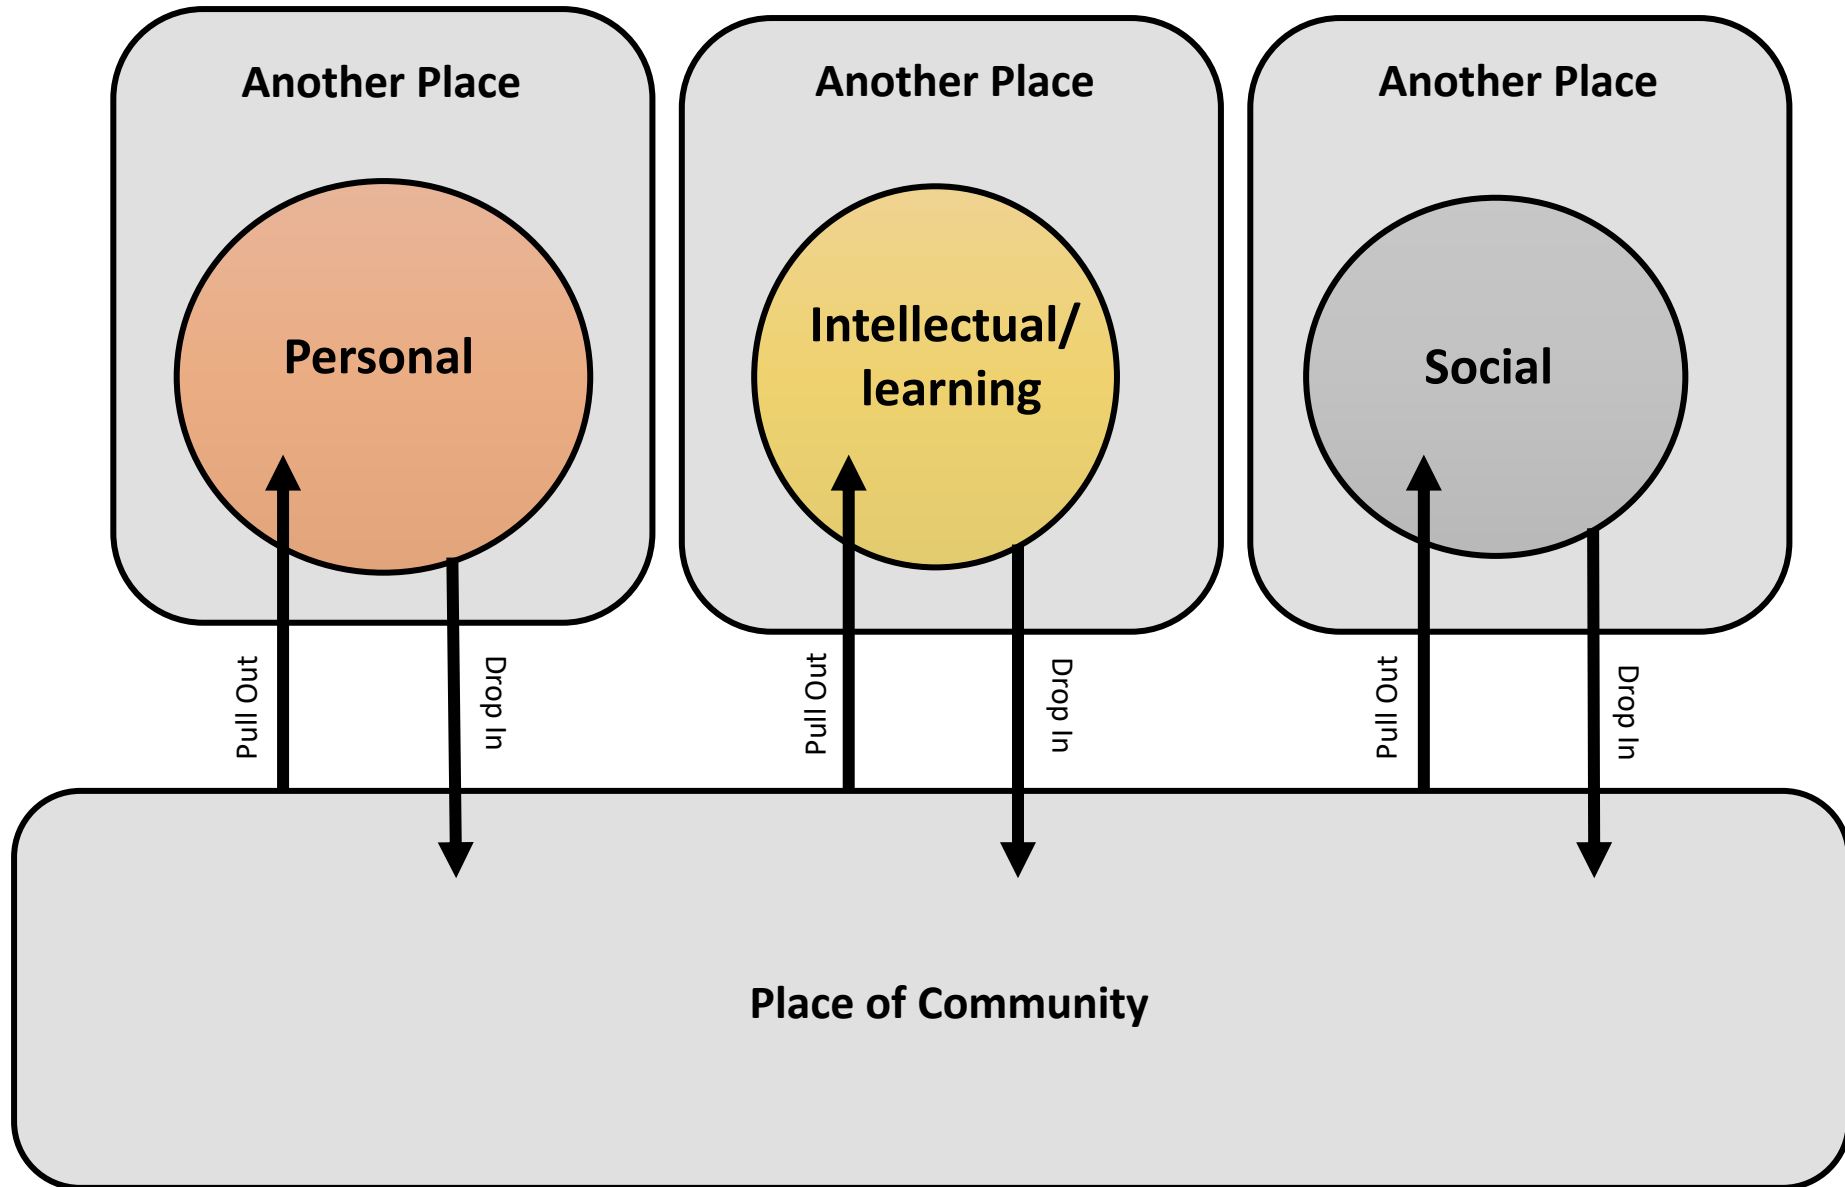 Another Place
Another Place
Another Place
Personal
Intellectual/
learning
Social
Pull Out
Drop In
Pull Out
Drop In
Pull Out
Drop In
Place of Community